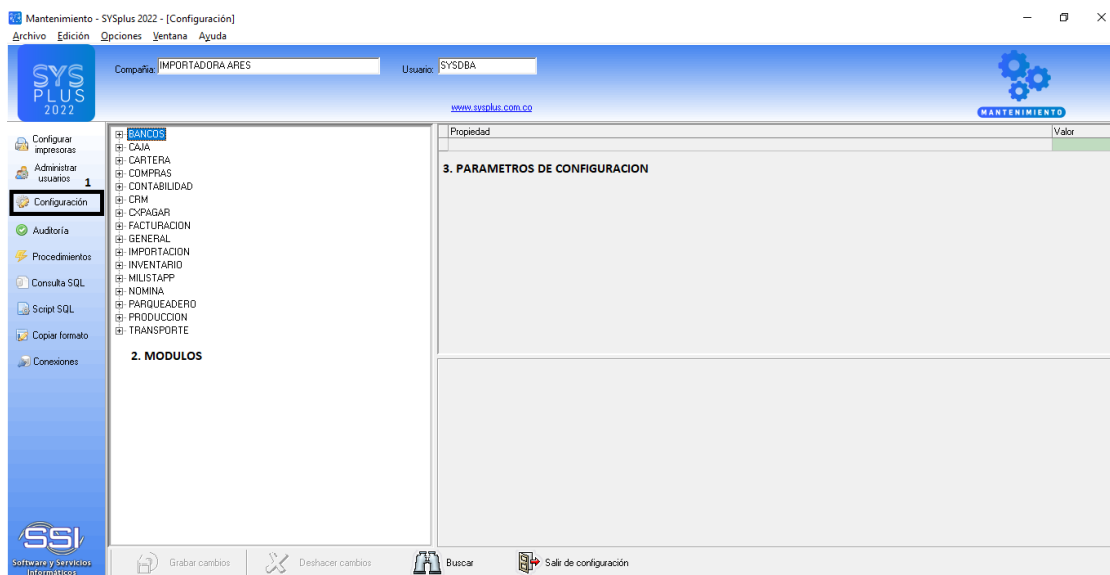 Mantenimiento - SYSplus 2022 - [Configuración]
Archivo Edición Opciones Ventana Ayuda
SYS
PLUS
2022
Compañia: IMPORTADORA ARES
Usuario: SYSDBA
www.sysplus.com.co
MANTENIMIENTO
Configurar
impresoras
Administrar
usuarios
1
Configuración
Auditoría
Procedimientos
Consulta SQL
Script SQL
Copiar formato
Conexiones
BANCOS
CAJA
CARTERA
COMPRAS
CONTABILIDAD
CRM
CXPAGAR
FACTURACION
GENERAL
IMPORTACION
INVENTARIO
MILISTAPP
NOMINA
PARQUEADERO
PRODUCCION
TRANSPORTE
2. MODULOS
Propiedad Valor
3. PARAMETROS DE CONFIGURACION
SSI
Software y Servicios
Informáticos
Grabar cambios
Deshacer cambios
Buscar
Salir de configuración